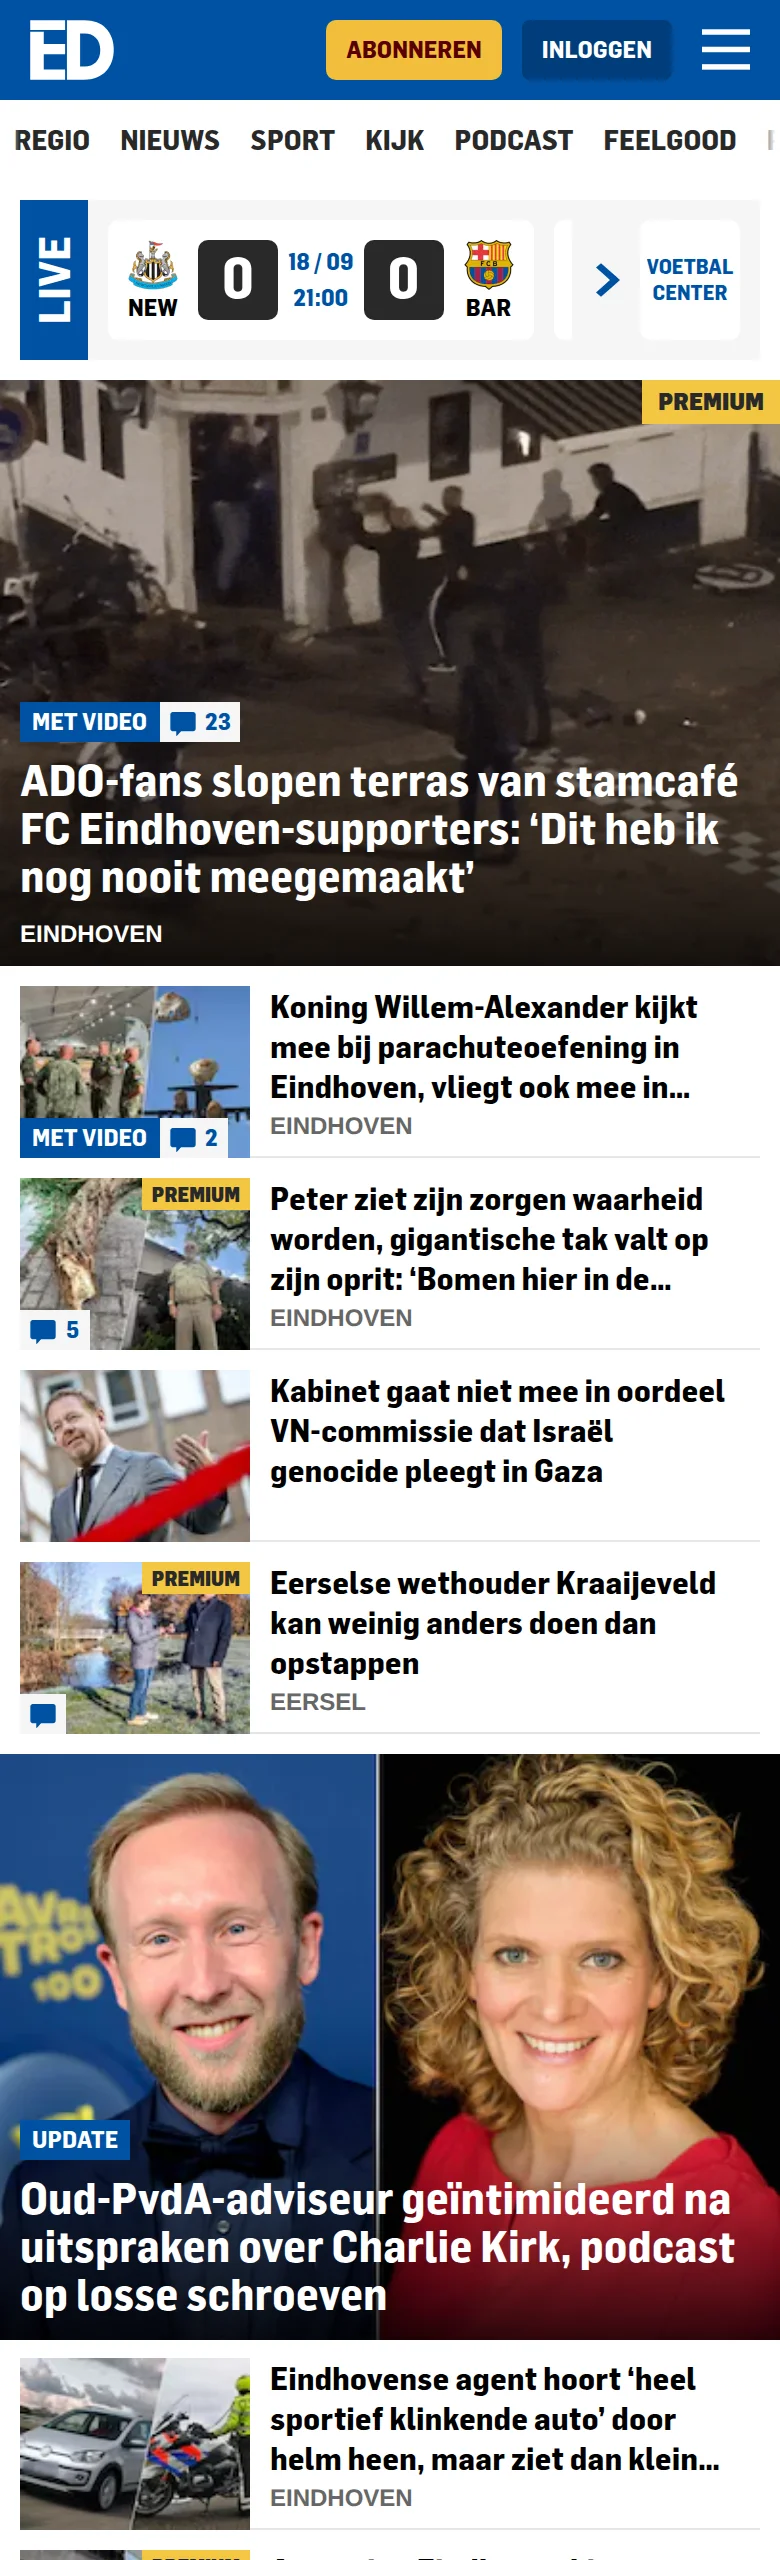 ED
ABONNEREN
INLOGGEN
REGIO NIEUWS SPORT KIJK PODCAST FEELGOOD
LIVE
NEW
0
18 / 09
21:00
0
BAR
VOETBAL
CENTER
PREMIUM
MET VIDEO 23
ADO-fans slopen terras van stamcafé
FC Eindhoven-supporters: ‘Dit heb ik
nog nooit meegemaakt’
EINDHOVEN
MET VIDEO 2
Koning Willem-Alexander kijkt
mee bij parachuteoefening in
Eindhoven, vliegt ook mee in...
EINDHOVEN
PREMIUM
5
Peter ziet zijn zorgen waarheid
worden, gigantische tak valt op
zijn oprit: ‘Bomen hier in de...
EINDHOVEN
Kabinet gaat niet mee in oordeel
VN-commissie dat Israël
genocide pleegt in Gaza
PREMIUM
Eerselse wethouder Kraaijeveld
kan weinig anders doen dan
opstappen
EERSEL
AVRO
TROS
100
UPDATE
Oud-PvdA-adviseur geïntimideerd na
uitspraken over Charlie Kirk, podcast
op losse schroeven
Eindhovense agent hoort ‘heel
sportief klinkende auto’ door
helm heen, maar ziet dan klein...
EINDHOVEN